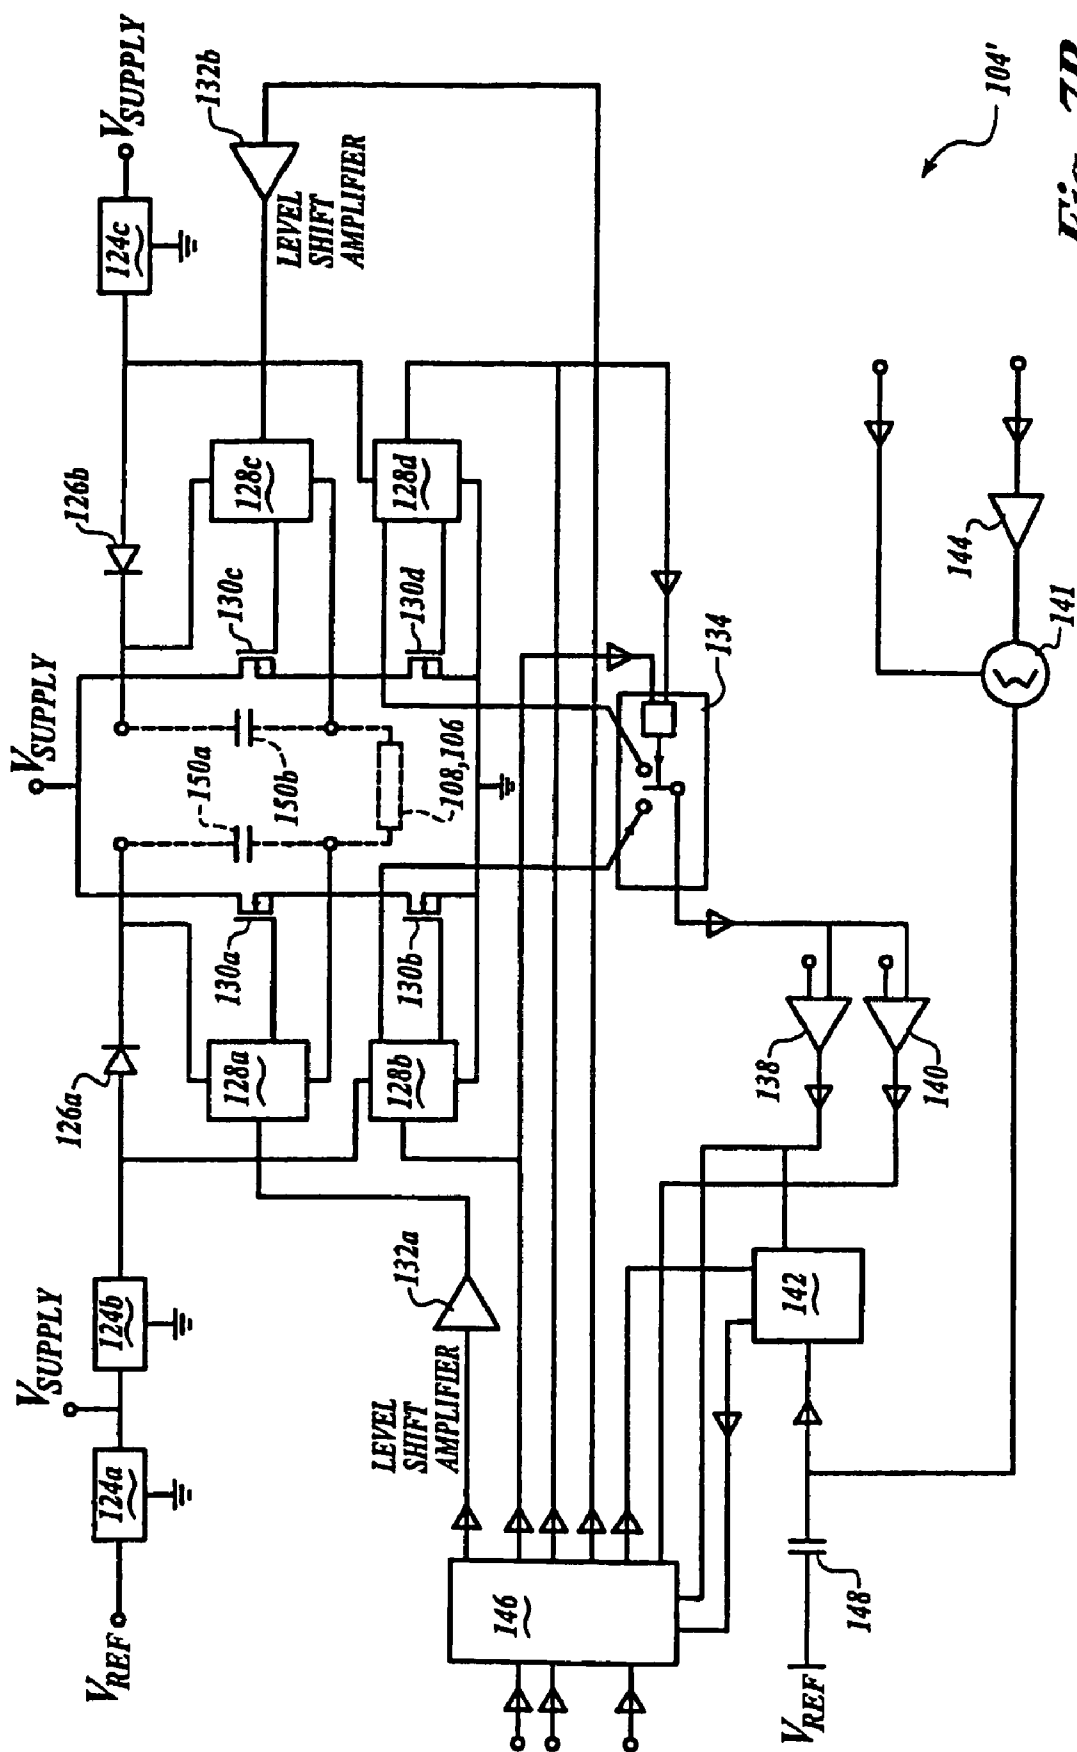 V_REF
124a
V_SUPPLY
124b
126a
V_SUPPLY
126b
124c
V_SUPPLY
132b
LEVEL
SHIFT
AMPLIFIER
128a
130a
150a
150b
130c
128c
128b
130b
108, 106
130d
128d
132a
LEVEL
SHIFT
AMPLIFIER
134
146
142
138
140
148
V_REF
144
141
104'